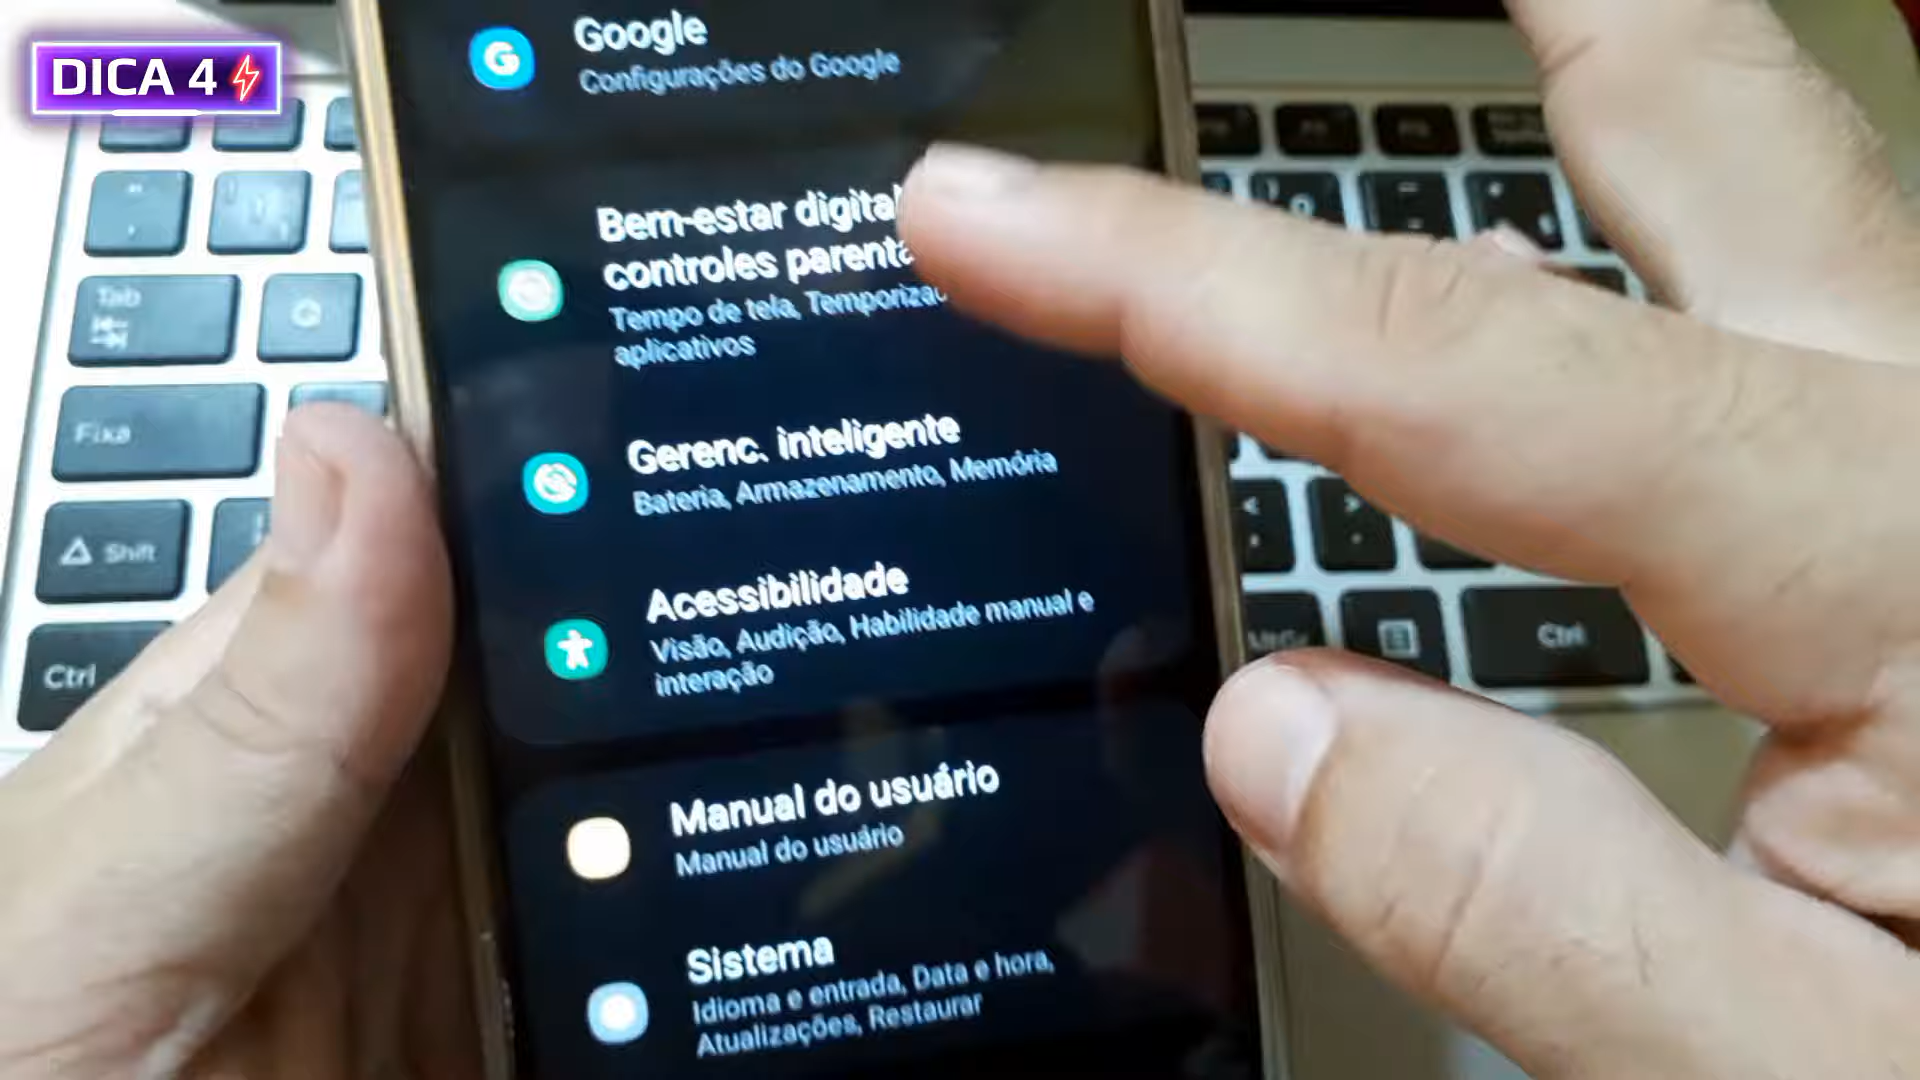 DICA 4
Google
Configurações do Google
Bem-estar digital
controles
Tempo de tela,
aplicativos
Gerenc. inteligente
Bateria, Armazenamento, Memória
Acessibilidade
Visão, Audição, Habilidade manual e
interação
Manual do usuário
Manual do usuário
Sistema
Idioma e entrada, Data e hora,
Atualizações, Restaurar
Tab
Fixa
Shift
Ctrl
Ctrl